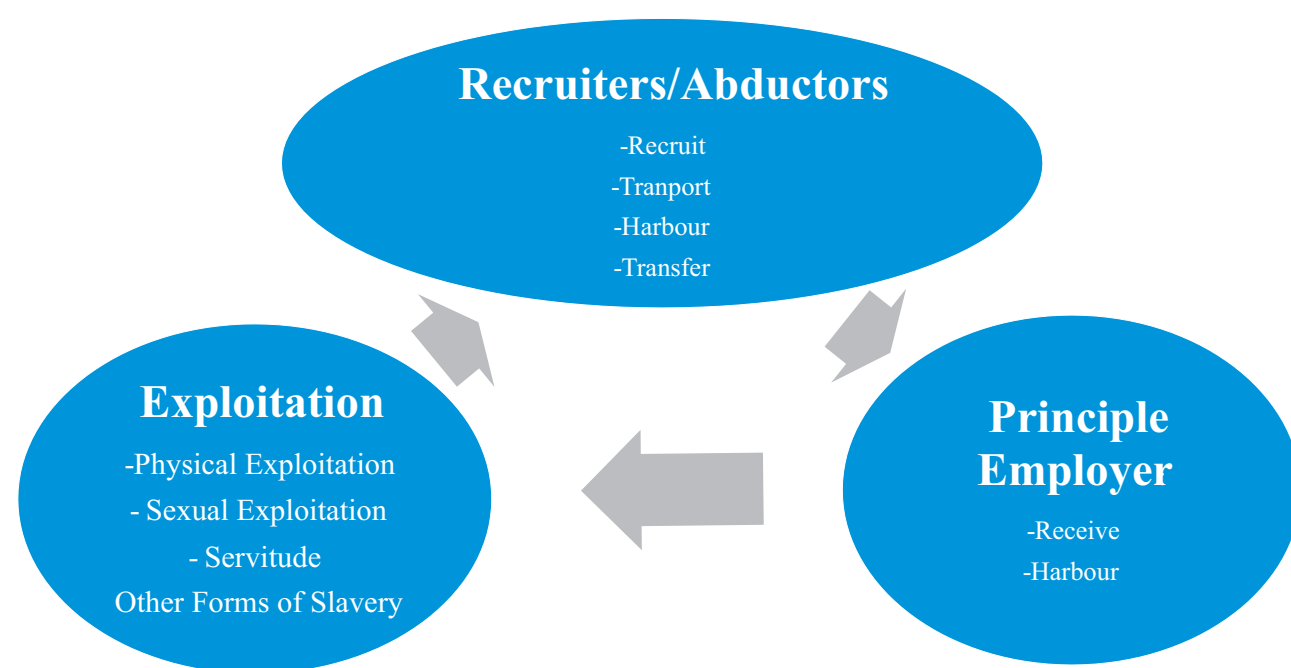 Recruiters/Abductors
-Recruit
-Tranport
-Harbour
-Transfer
Exploitation
-Physical Exploitation
- Sexual Exploitation
- Servitude
Other Forms of Slavery
Principle
Employer
-Receive
-Harbour